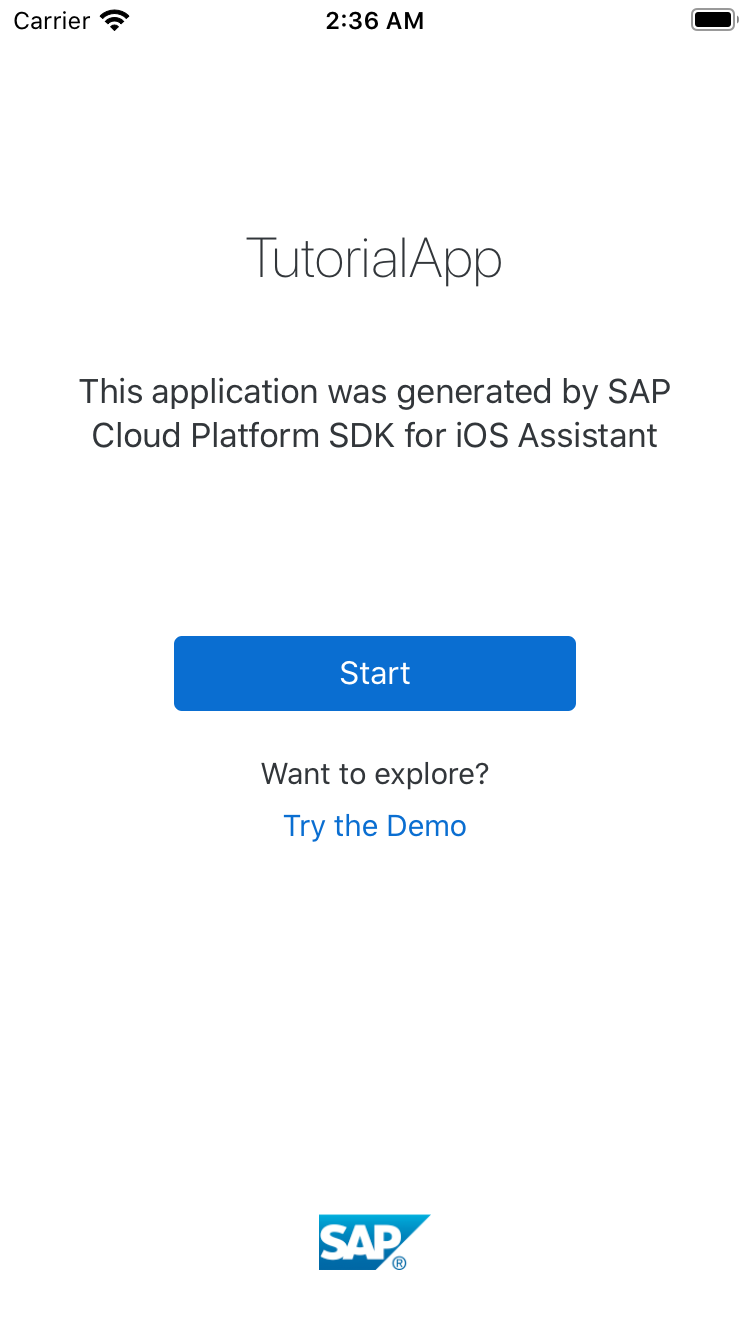 Carrier 2:36 AM
TutorialApp
This application was generated by SAP
Cloud Platform SDK for iOS Assistant
Start
Want to explore?
Try the Demo
SAP®